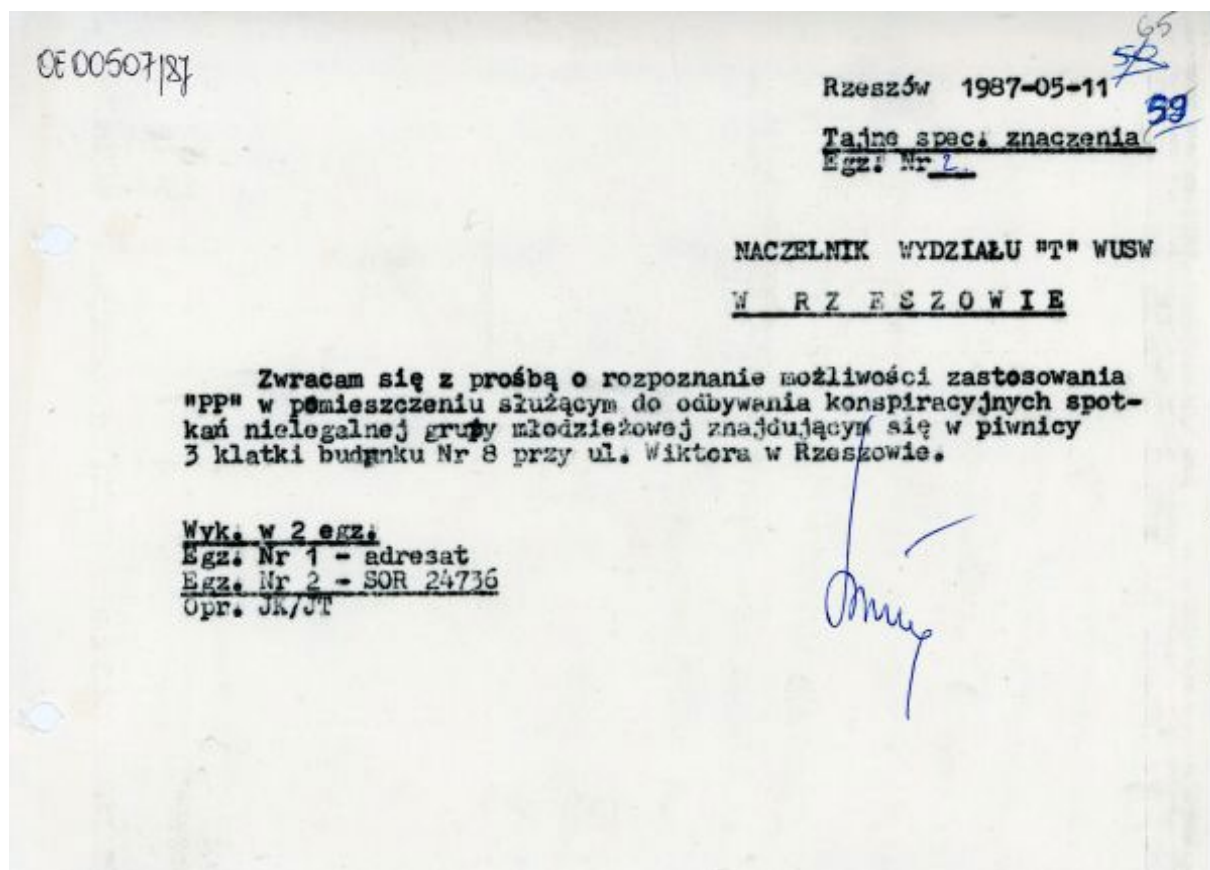 65
OE 00507/87
59
Rzeszów 1987-05-11
59
Tajne spec. znaczenia
Egz. Nr 2.
NACZELNIK WYDZIAŁU "T" WUSW
W RZESZOWIE
Zwracam się z prośbą o rozpoznanie możliwości zastosowania
"PP" w pomieszczeniu służącym do odbywania konspiracyjnych spot-
kań nielegalnej grupy młodzieżowej znajdującym się w piwnicy
3 klatki budynku Nr 8 przy ul. Wiktora w Rzeszowie.
Wyk. w 2 egz.
Egz. Nr 1 - adresat
Egz. Nr 2 - SOR 24736
Opr. JK/JT